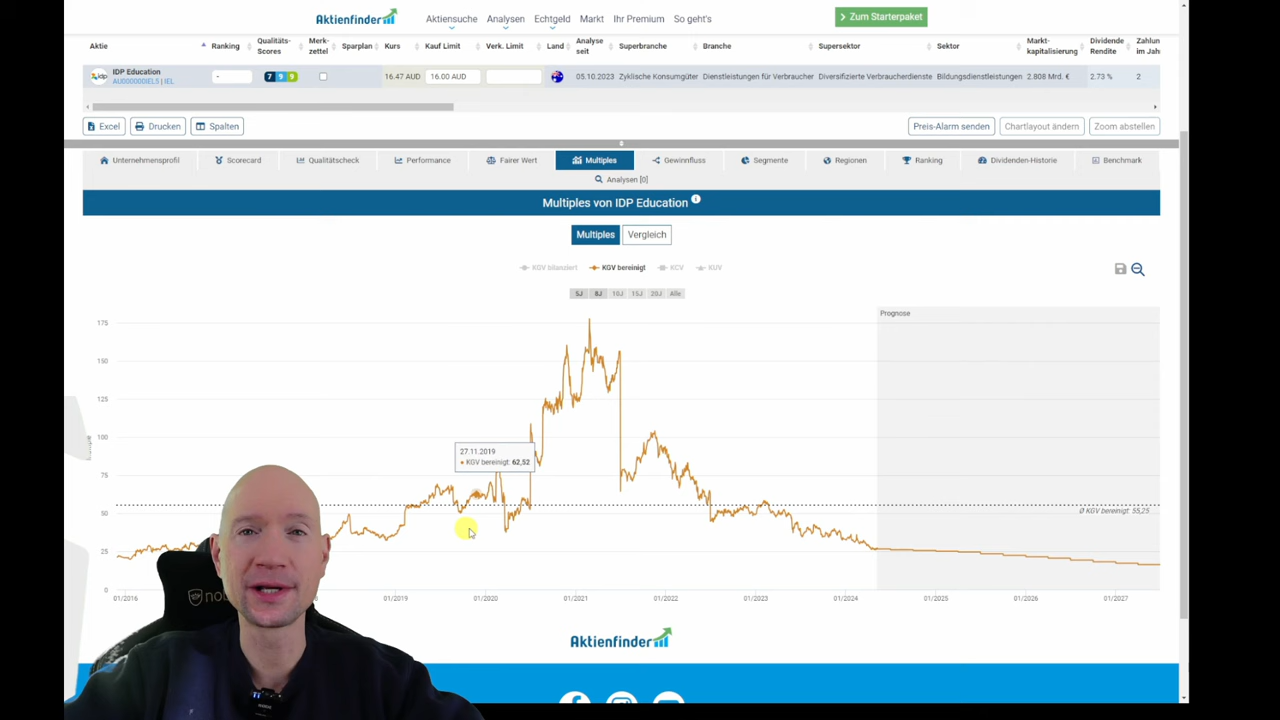 Aktienfinder
Aktiensuche Analysen Echtgeld Markt Ihr Premium So geht's
Zum Starterpaket
Aktie Ranking Qualitäts-Scores Merk-zettel Sparplan Kurs Kauf Limit Verk. Limit Land Analyse seit Superbranche Branche Supersektor Sektor Markt-kapitalisierung Dividende Rendite Zahlun im Jah
idp IDP Education - 7 9 9 16.47 AUD 16.00 AUD 05.10.2023 Zyklische Konsumgüter Dienstleistungen für Verbraucher Diversifizierte Verbraucherdienste Bildungsdienstleistungen 2.808 Mrd. € 2.73 % 2
AU000000IEL5 | IEL
Excel Drucken Spalten Preis-Alarm senden Chartlayout ändern Zoom abstellen
Unternehmensprofil Scorecard Qualitätscheck Performance Fairer Wert Multiples Gewinnfluss Segmente Regionen Ranking Dividenden-Historie Benchmark
Analysen [0]
Multiples von IDP Education
Multiples Vergleich
KGV bilanziert KGV bereinigt KCV KUV
5J 8J 10J 15J 20J Alle
Prognose
175
150
125
100
27.11.2019
KGV bereinigt: 62,52
75
Ø KGV bereinigt: 55,25
50
25
0
01/2016 01/2019 01/2020 01/2021 01/2022 01/2023 01/2024 01/2025 01/2026 01/2027
Aktienfinder